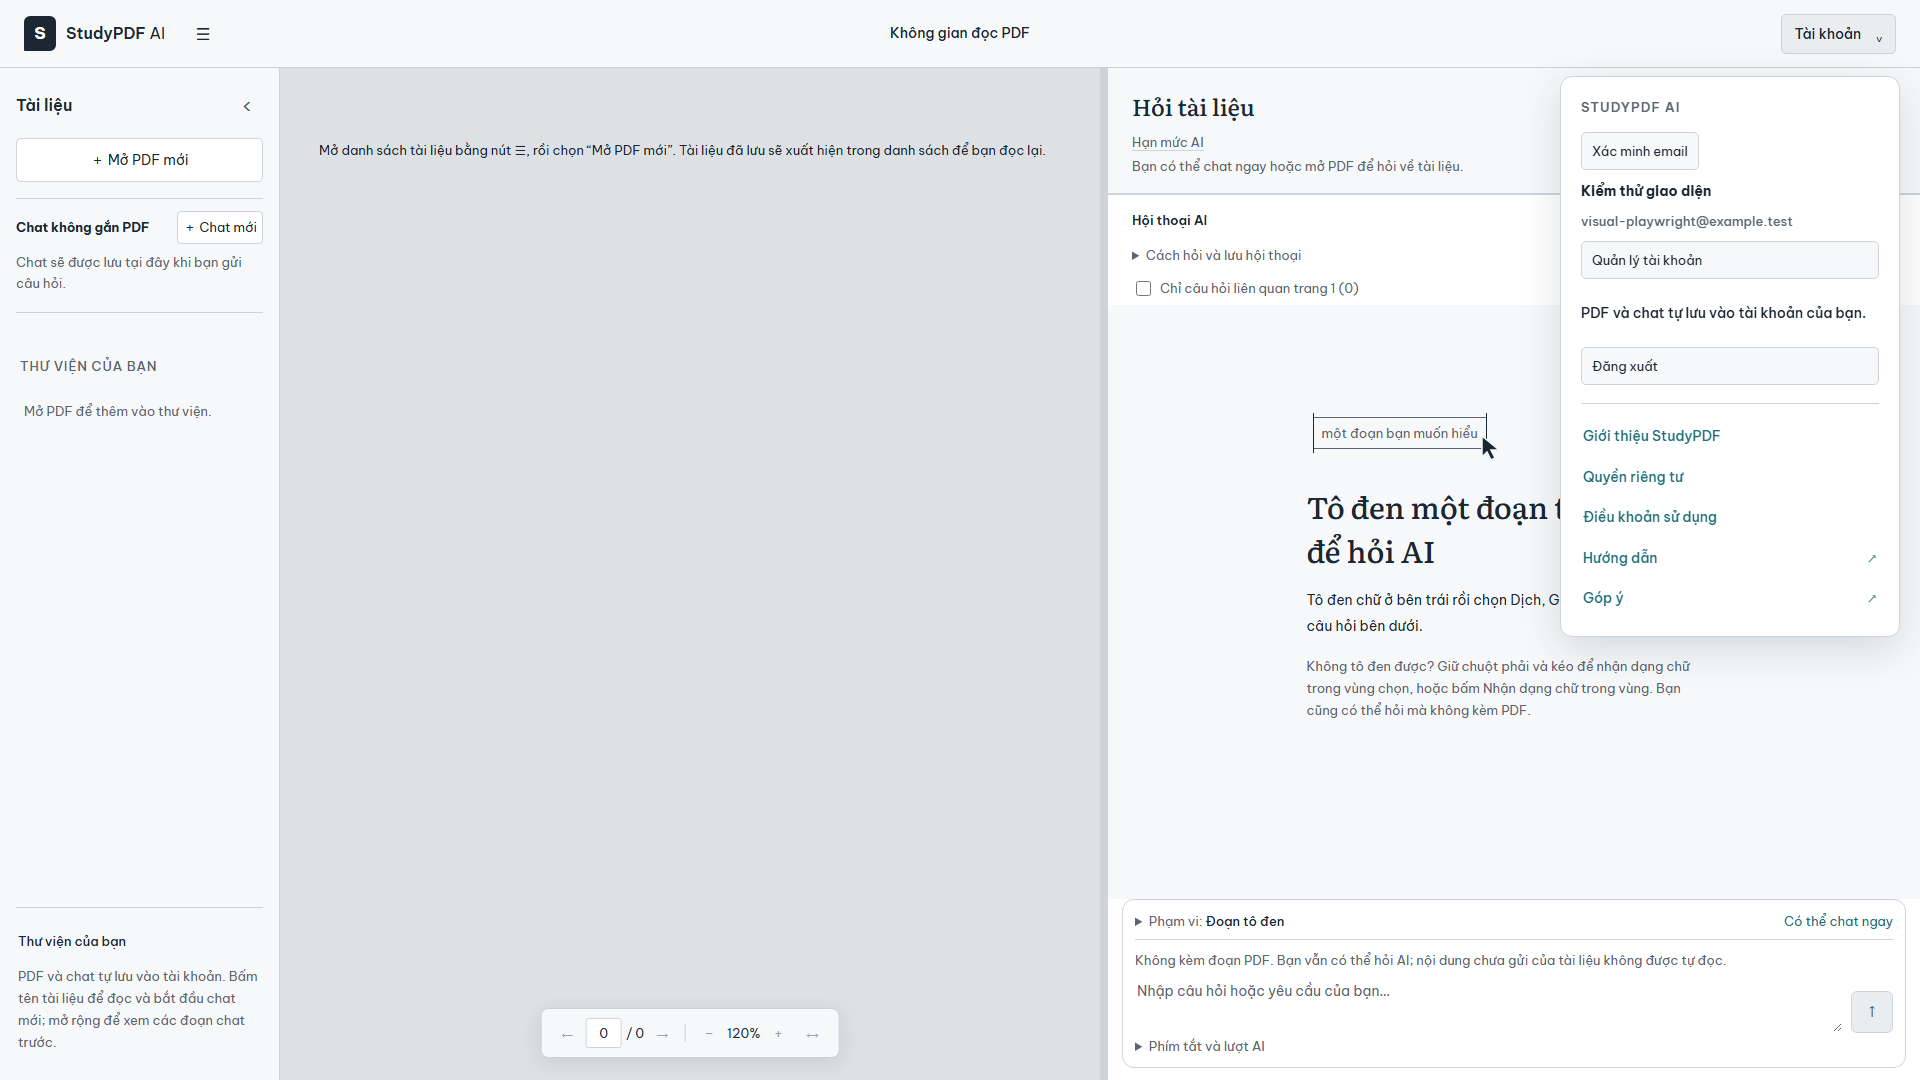 S StudyPDF AI ☰
Không gian đọc PDF
Tài khoản v
Tài liệu <
+ Mở PDF mới
Chat không gắn PDF
+ Chat mới
Chat sẽ được lưu tại đây khi bạn gửi
câu hỏi.
THƯ VIỆN CỦA BẠN
Mở PDF để thêm vào thư viện.
Thư viện của bạn
PDF và chat tự lưu vào tài khoản. Bấm
tên tài liệu để đọc và bắt đầu chat
mới; mở rộng để xem các đoạn chat
trước.
Mở danh sách tài liệu bằng nút ☰, rồi chọn “Mở PDF mới”. Tài liệu đã lưu sẽ xuất hiện trong danh sách để bạn đọc lại.
← 0 / 0 → − 120% + ↔
Hỏi tài liệu
Hạn mức AI
Bạn có thể chat ngay hoặc mở PDF để hỏi về tài liệu.
Hội thoại AI
▶ Cách hỏi và lưu hội thoại
Chỉ câu hỏi liên quan trang 1 (0)
một đoạn bạn muốn hiểu
Tô đen một đoạn
để hỏi AI
Tô đen chữ ở bên trái rồi chọn Dịch, G
câu hỏi bên dưới.
Không tô đen được? Giữ chuột phải và kéo để nhận dạng chữ
trong vùng chọn, hoặc bấm Nhận dạng chữ trong vùng. Bạn
cũng có thể hỏi mà không kèm PDF.
▶ Phạm vi: Đoạn tô đen
Có thể chat ngay
Không kèm đoạn PDF. Bạn vẫn có thể hỏi AI; nội dung chưa gửi của tài liệu không được tự đọc.
Nhập câu hỏi hoặc yêu cầu của bạn...
↑
▶ Phím tắt và lượt AI
STUDYPDF AI
Xác minh email
Kiểm thử giao diện
visual-playwright@example.test
Quản lý tài khoản
PDF và chat tự lưu vào tài khoản của bạn.
Đăng xuất
Giới thiệu StudyPDF
Quyền riêng tư
Điều khoản sử dụng
Hướng dẫn ↗
Góp ý ↗